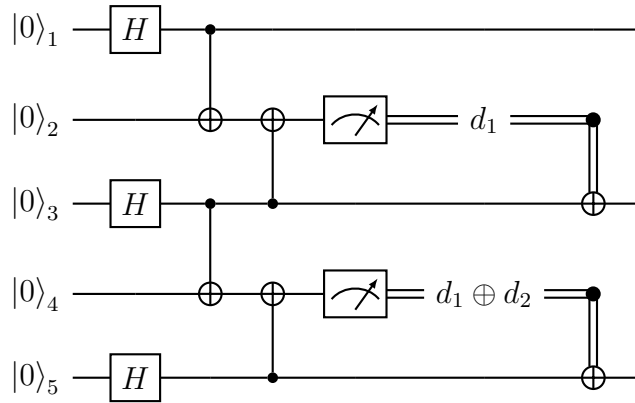 |0⟩₁ H
|0⟩₂ d₁
|0⟩₃ H
|0⟩₄ d₁ ⊕ d₂
|0⟩₅ H